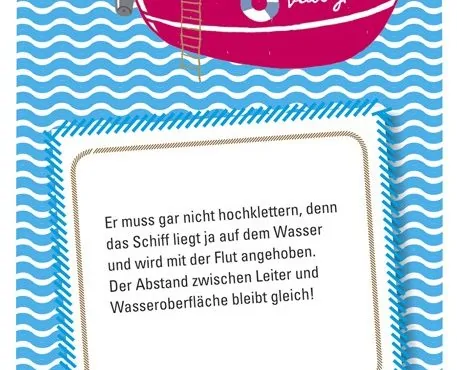 Er muss gar nicht hochklettern, denn
das Schiff liegt ja auf dem Wasser
und wird mit der Flut angehoben.
Der Abstand zwischen Leiter und
Wasseroberfläche bleibt gleich!